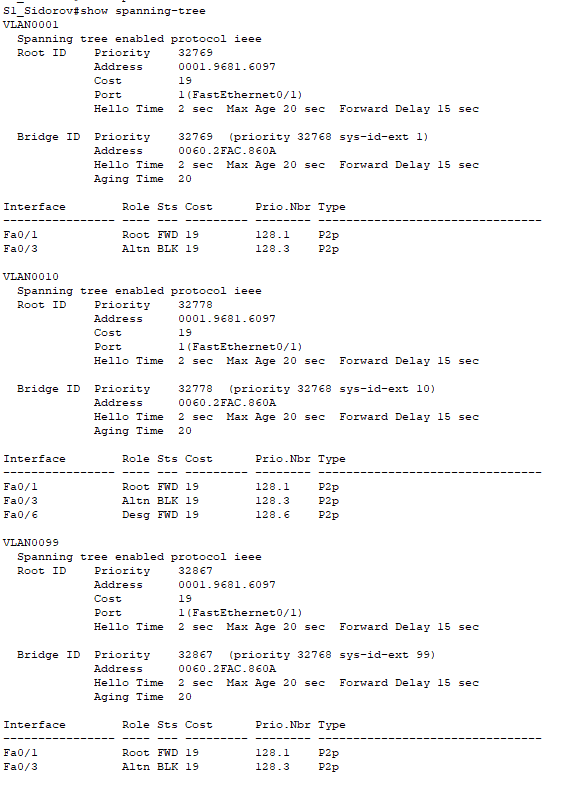 S1_Sidorov#show spanning-tree
VLAN0001
  Spanning tree enabled protocol ieee
  Root ID    Priority    32769
             Address     0001.9681.6097
             Cost        19
             Port        1(FastEthernet0/1)
             Hello Time  2 sec  Max Age 20 sec  Forward Delay 15 sec

  Bridge ID  Priority    32769  (priority 32768 sys-id-ext 1)
             Address     0060.2FAC.860A
             Hello Time  2 sec  Max Age 20 sec  Forward Delay 15 sec
             Aging Time  20

Interface        Role Sts Cost      Prio.Nbr Type
---------------- ---- --- --------- -------- --------------------------------
Fa0/1            Root FWD 19        128.1    P2p
Fa0/3            Altn BLK 19        128.3    P2p

VLAN0010
  Spanning tree enabled protocol ieee
  Root ID    Priority    32778
             Address     0001.9681.6097
             Cost        19
             Port        1(FastEthernet0/1)
             Hello Time  2 sec  Max Age 20 sec  Forward Delay 15 sec

  Bridge ID  Priority    32778  (priority 32768 sys-id-ext 10)
             Address     0060.2FAC.860A
             Hello Time  2 sec  Max Age 20 sec  Forward Delay 15 sec
             Aging Time  20

Interface        Role Sts Cost      Prio.Nbr Type
---------------- ---- --- --------- -------- --------------------------------
Fa0/1            Root FWD 19        128.1    P2p
Fa0/3            Altn BLK 19        128.3    P2p
Fa0/6            Desg FWD 19        128.6    P2p

VLAN0099
  Spanning tree enabled protocol ieee
  Root ID    Priority    32867
             Address     0001.9681.6097
             Cost        19
             Port        1(FastEthernet0/1)
             Hello Time  2 sec  Max Age 20 sec  Forward Delay 15 sec

  Bridge ID  Priority    32867  (priority 32768 sys-id-ext 99)
             Address     0060.2FAC.860A
             Hello Time  2 sec  Max Age 20 sec  Forward Delay 15 sec
             Aging Time  20

Interface        Role Sts Cost      Prio.Nbr Type
---------------- ---- --- --------- -------- --------------------------------
Fa0/1            Root FWD 19        128.1    P2p
Fa0/3            Altn BLK 19        128.3    P2p